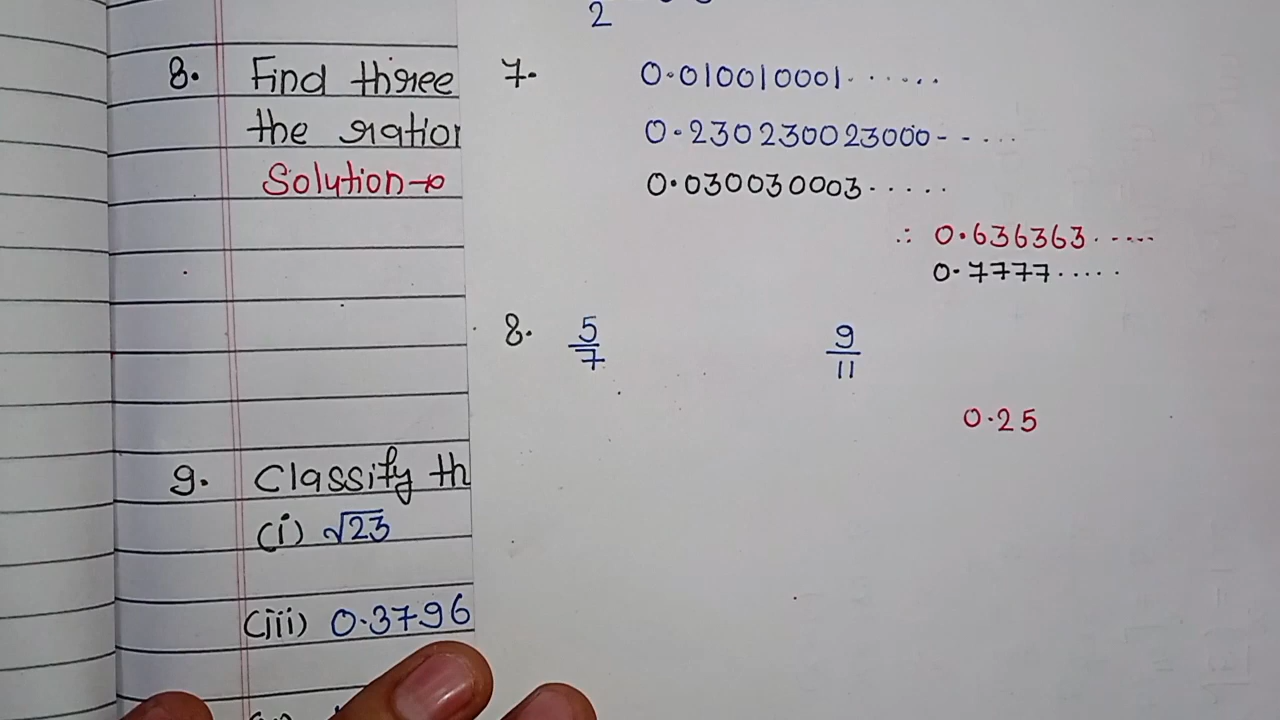 2
8. Find three
the ration
Solution→
9. Classify th
(i) √23
(iii) 0.3796
7. 0.010010001......
0.230230023000-- - ....
0.030030003.....
∴ 0.636363......
0.7777.....
8. 5/7 9/11
0.25